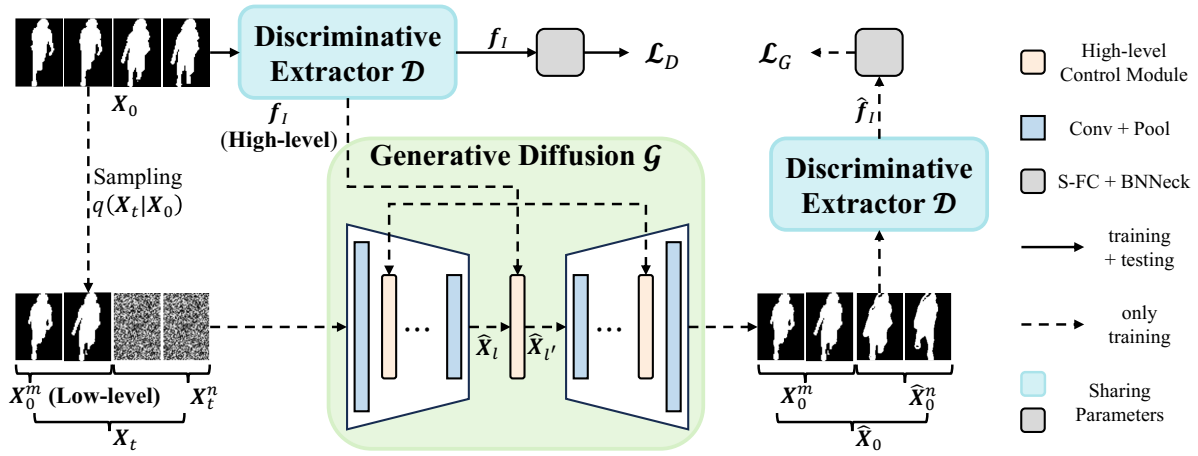 Discriminative
Extractor 𝓓
f_I
𝓛_D
X_0
f_I
(High-level)
Sampling
q(X_t|X_0)
Generative Diffusion 𝓖
...
...
X̂_l
X̂_{l'}
X_0^m (Low-level) X_t^n
X_t
𝓛_G
f̂_I
Discriminative
Extractor 𝓓
X_0^m
X̂_0^n
X̂_0
High-level
Control Module
Conv + Pool
S-FC + BNNeck
training
+ testing
only
training
Sharing
Parameters